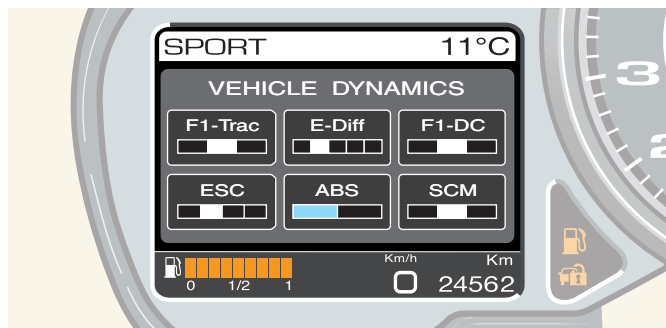 SPORT 11°C
VEHICLE DYNAMICS
F1-Trac E-Diff F1-DC
ESC ABS SCM
Km/h Km
0 1/2 1 0 24562
3
2